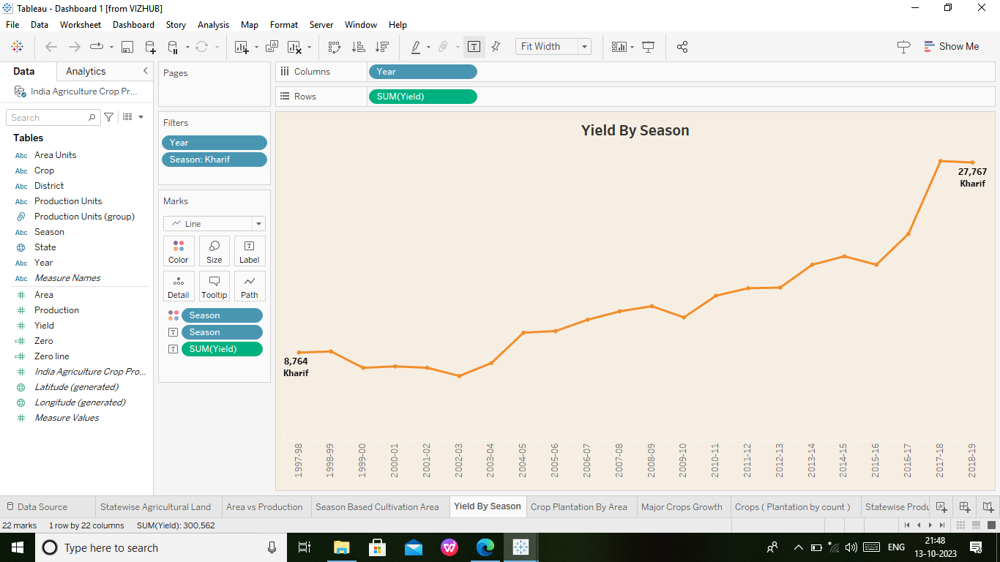 Tableau - Dashboard 1 [from VIZHUB]
File Data Worksheet Dashboard Story Analysis Map Format Server Window Help
Fit Width
Show Me
Data Analytics
India Agriculture Crop Pr...
Search
Tables
Abc Area Units
Abc Crop
Abc District
Abc Production Units
Production Units (group)
Abc Season
State
Abc Year
Abc Measure Names
# Area
# Production
# Yield
=# Zero
=# Zero line
# India Agriculture Crop Pro...
Latitude (generated)
Longitude (generated)
# Measure Values
Pages
Filters
Year
Season: Kharif
Marks
Line
Color Size T Label
Detail Tooltip Path
Season
T Season
T SUM(Yield)
Columns Year
Rows SUM(Yield)
Yield By Season
27,767
Kharif
8,764
Kharif
1997-98
1998-99
1999-00
2000-01
2001-02
2002-03
2003-04
2004-05
2005-06
2006-07
2007-08
2008-09
2009-10
2010-11
2011-12
2012-13
2013-14
2014-15
2015-16
2016-17
2017-18
2018-19
Data Source Statewise Agricultural Land Area vs Production Season Based Cultivation Area Yield By Season Crop Plantation By Area Major Crops Growth Crops ( Plantation by count ) Statewise Produ
22 marks 1 row by 22 columns SUM(Yield): 300,562
Type here to search
ENG
21:48
13-10-2023